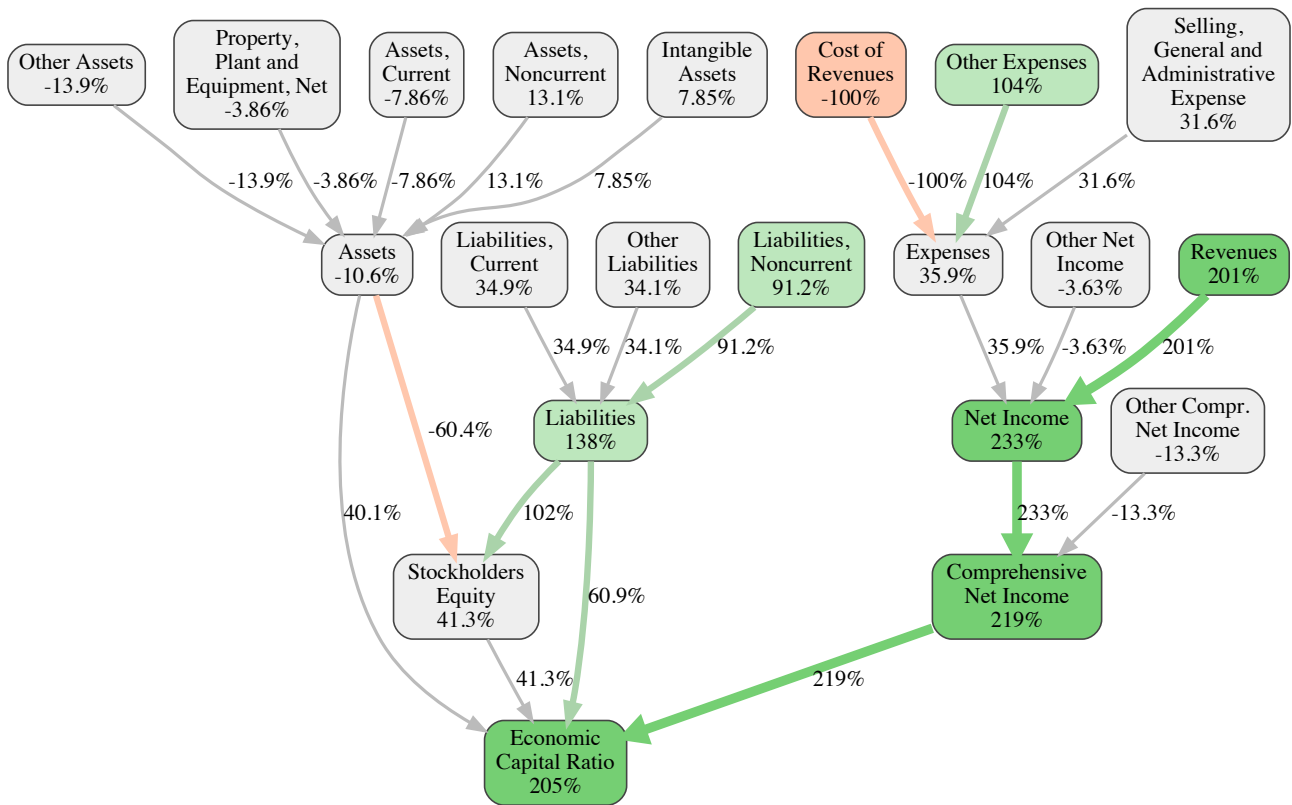 Other Assets
-13.9%
Property,
Plant and
Equipment, Net
-3.86%
Assets,
Current
-7.86%
Assets,
Noncurrent
13.1%
Intangible
Assets
7.85%
Cost of
Revenues
-100%
Other Expenses
104%
Selling,
General and
Administrative
Expense
31.6%
-13.9%
-3.86%
-7.86%
13.1%
7.85%
-100%
104%
31.6%
Assets
-10.6%
Liabilities,
Current
34.9%
Other
Liabilities
34.1%
Liabilities,
Noncurrent
91.2%
Expenses
35.9%
Other Net
Income
-3.63%
Revenues
201%
34.9%
34.1%
91.2%
35.9%
-3.63%
201%
-60.4%
Liabilities
138%
Net Income
233%
Other Compr.
Net Income
-13.3%
40.1%
102%
233%
-13.3%
Stockholders
Equity
41.3%
60.9%
Comprehensive
Net Income
219%
41.3%
219%
Economic
Capital Ratio
205%